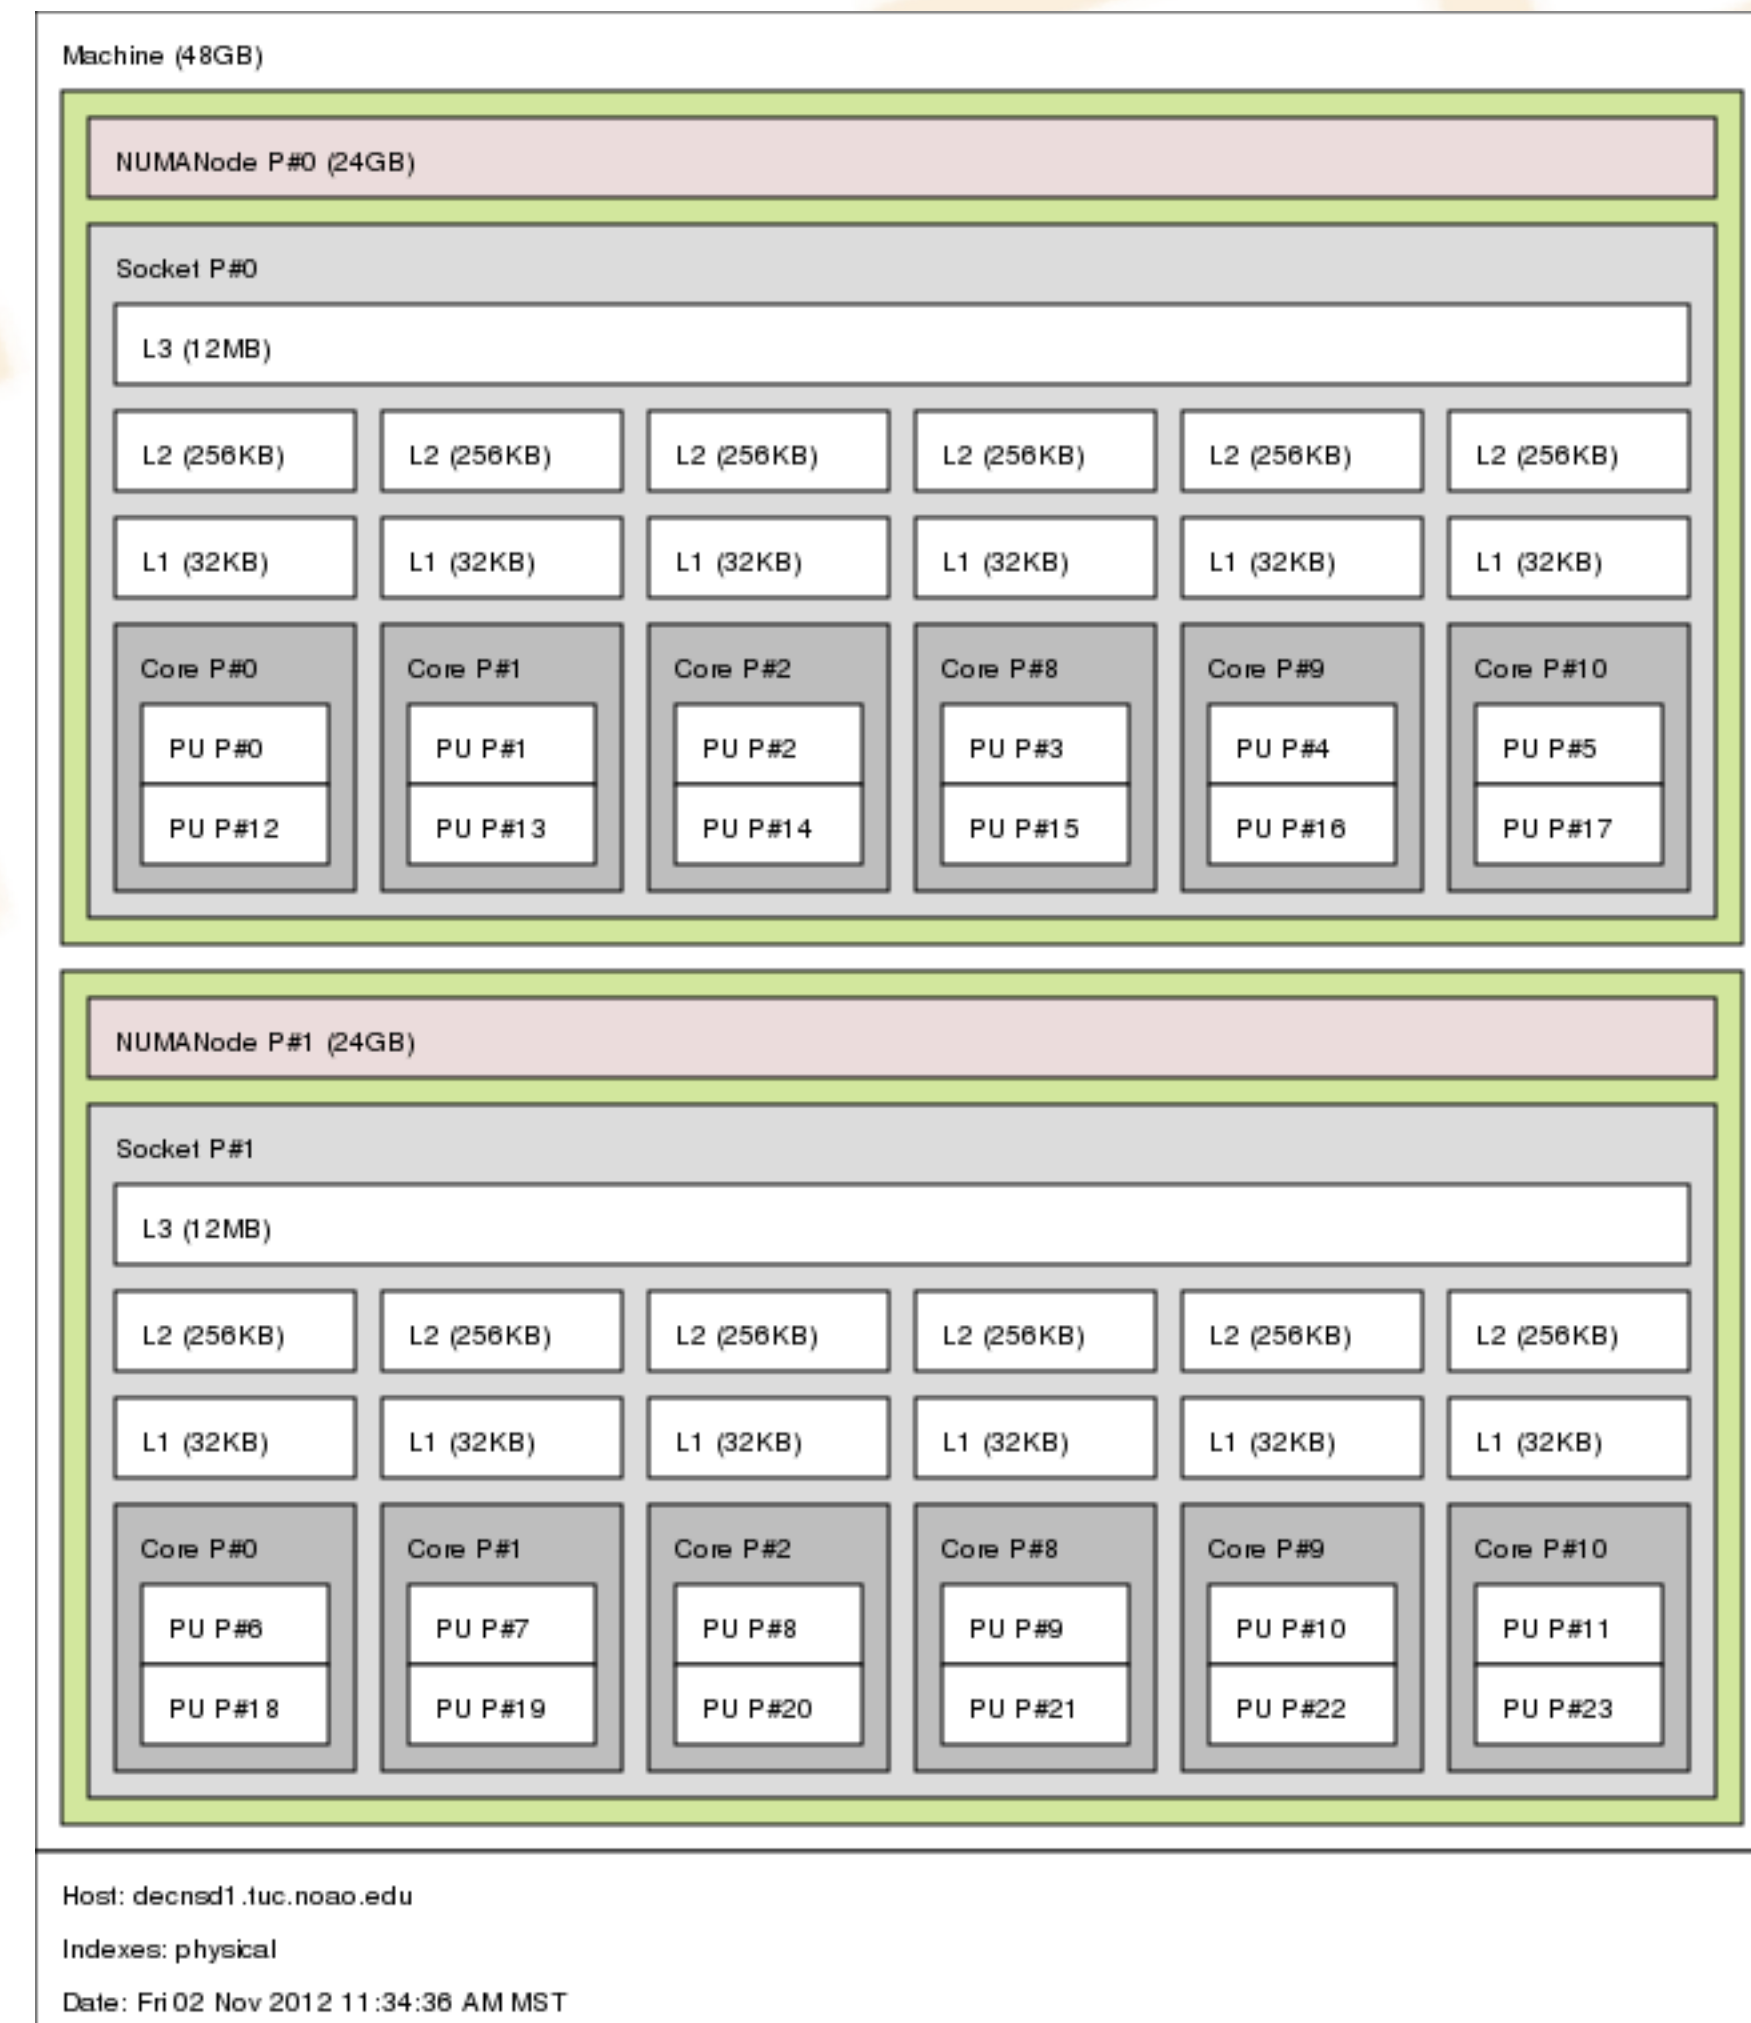 Machine (48GB)
NUMANode P#0 (24GB)
Socket P#0
L3 (12MB)
L2 (256KB) L2 (256KB) L2 (256KB) L2 (256KB) L2 (256KB) L2 (256KB)
L1 (32KB) L1 (32KB) L1 (32KB) L1 (32KB) L1 (32KB) L1 (32KB)
Core P#0 Core P#1 Core P#2 Core P#8 Core P#9 Core P#10
PU P#0 PU P#1 PU P#2 PU P#3 PU P#4 PU P#5
PU P#12 PU P#13 PU P#14 PU P#15 PU P#16 PU P#17
NUMANode P#1 (24GB)
Socket P#1
L3 (12MB)
L2 (256KB) L2 (256KB) L2 (256KB) L2 (256KB) L2 (256KB) L2 (256KB)
L1 (32KB) L1 (32KB) L1 (32KB) L1 (32KB) L1 (32KB) L1 (32KB)
Core P#0 Core P#1 Core P#2 Core P#8 Core P#9 Core P#10
PU P#6 PU P#7 PU P#8 PU P#9 PU P#10 PU P#11
PU P#18 PU P#19 PU P#20 PU P#21 PU P#22 PU P#23
Host: decnsd1.tuc.noao.edu
Indexes: physical
Date: Fri 02 Nov 2012 11:34:36 AM MST